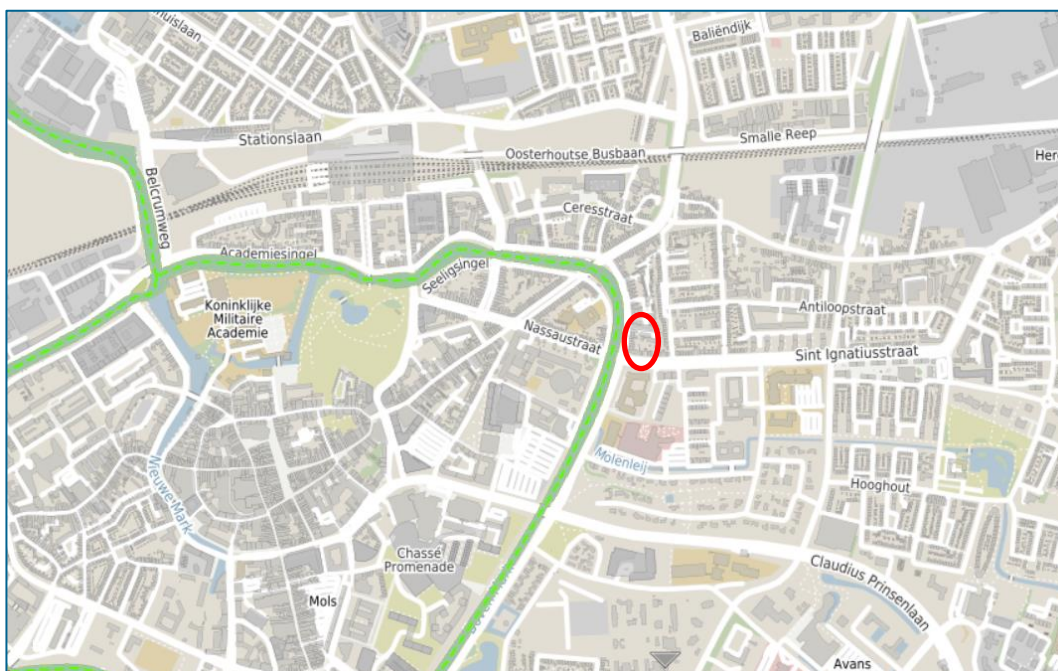 huislaan
Baliëndijk
Stationslaan
Smalle Reep
Oosterhoutse Busbaan
Belcrumweg
Ceresstraat
Academiesingel
Seeligsingel
Koninklijke
Militaire
Academie
Antiloopstraat
Nassaustraat
Sint Ignatiusstraat
Molenleij
Nieuwe Mark
Hooghout
Chassé
Promenade
Claudius Prinsenlaan
Mols
Avans